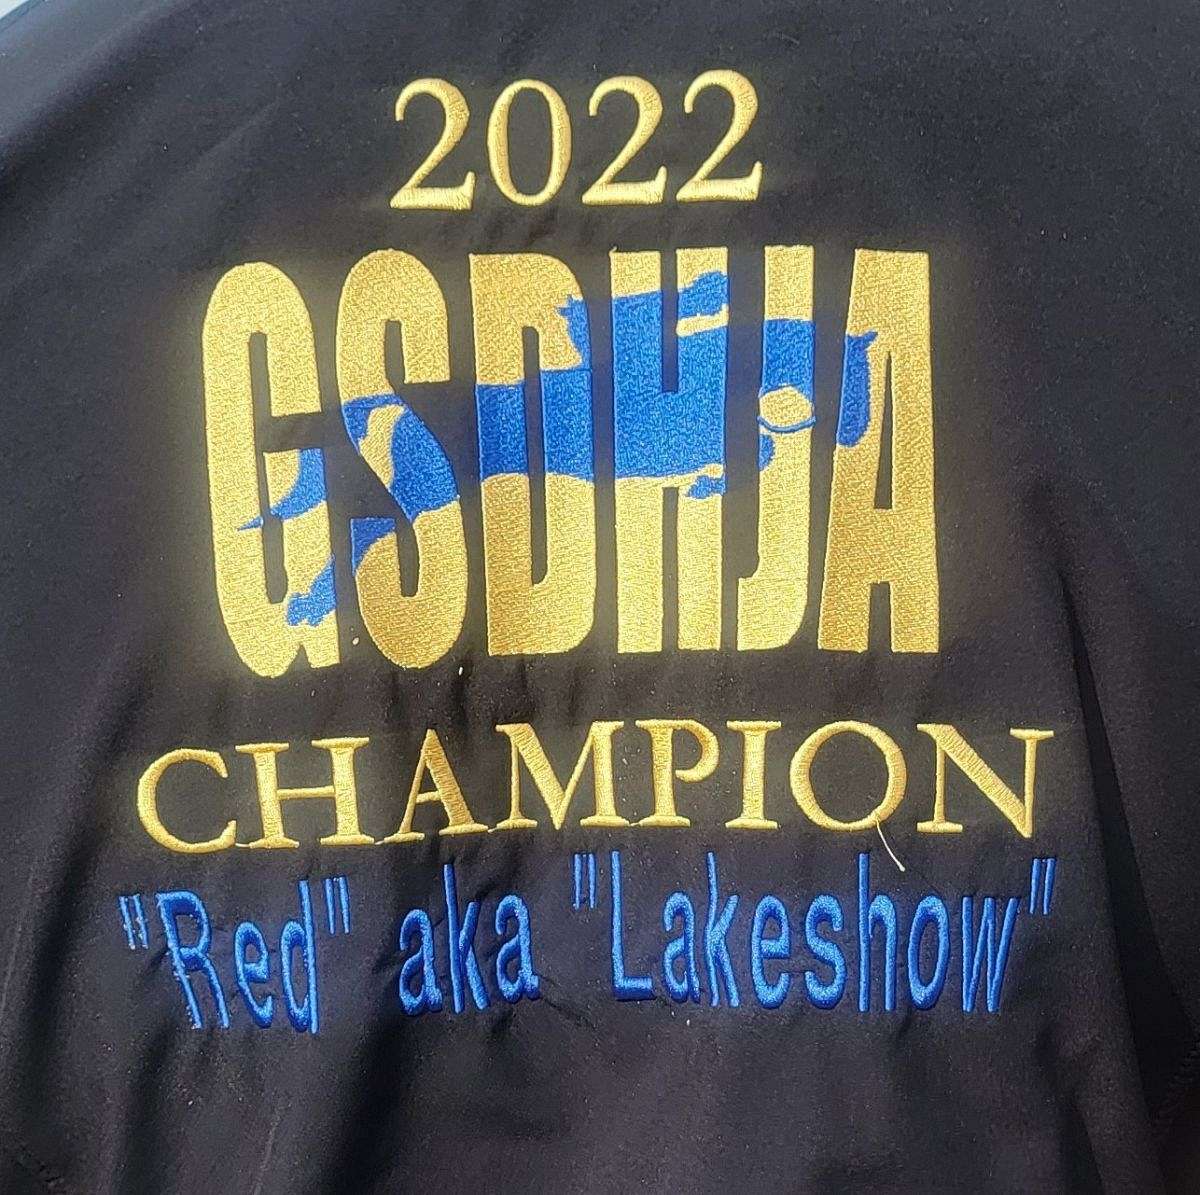 2022
GSDHJA
CHAMPION
"Red" aka "Lakeshow"